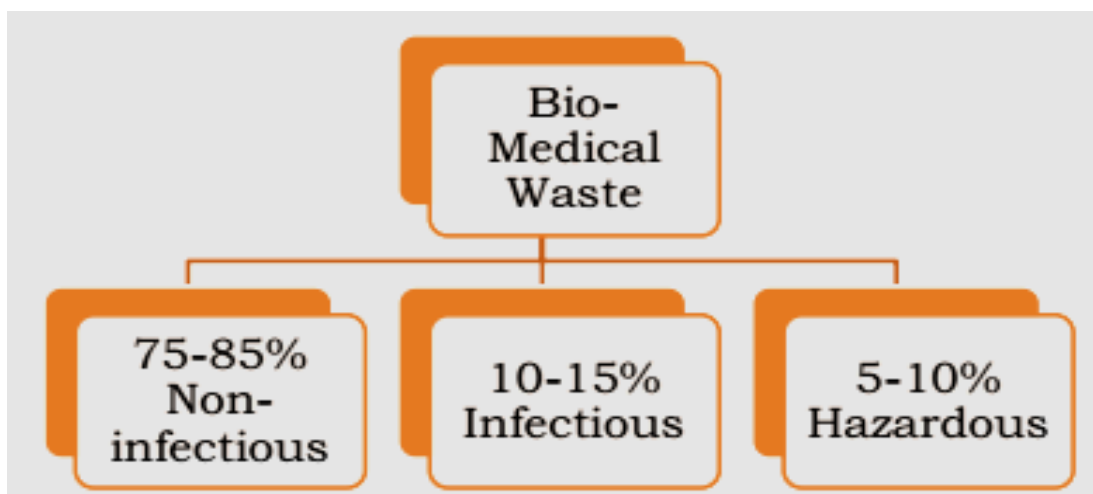 Bio-
Medical
Waste
75-85%
Non-
infectious
10-15%
Infectious
5-10%
Hazardous